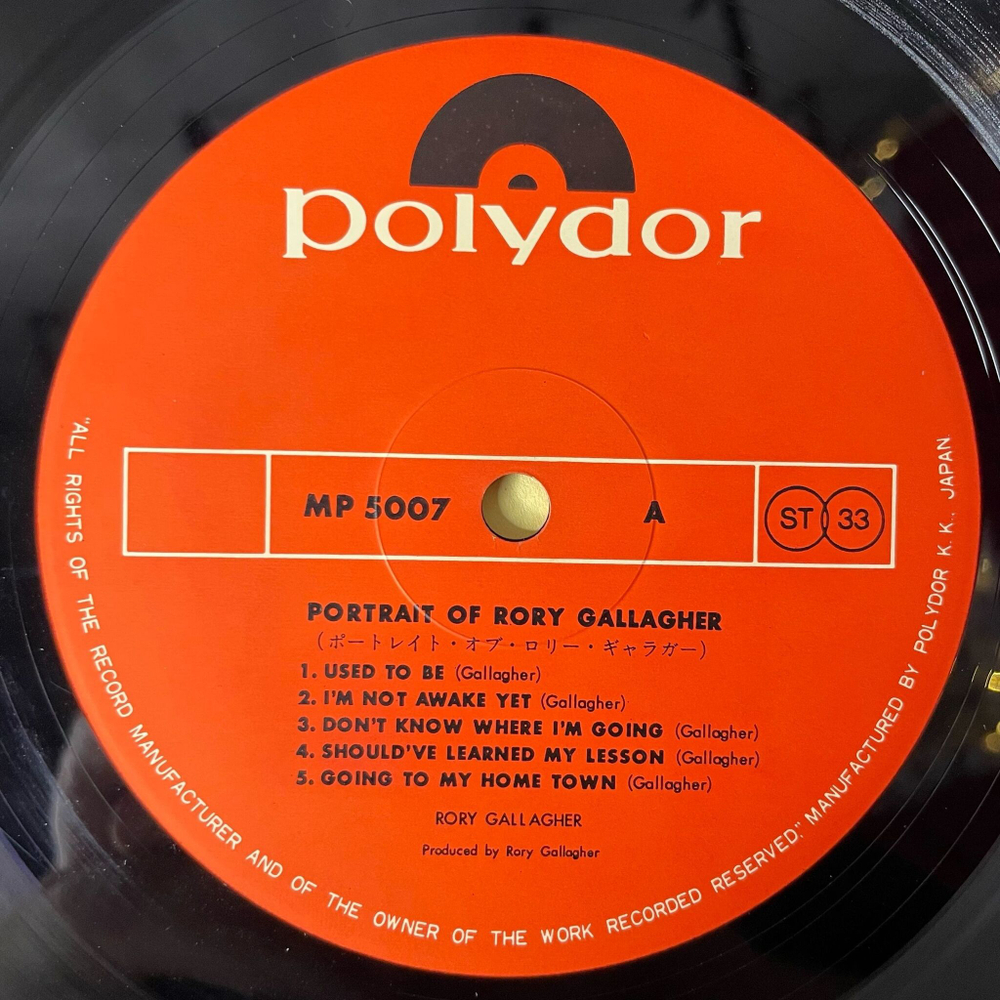 polydor
MP 5007 A ST 33
PORTRAIT OF RORY GALLAGHER
(ポートレイト・オブ・ロリー・ギャラガー)
1. USED TO BE (Gallagher)
2. I'M NOT AWAKE YET (Gallagher)
3. DON'T KNOW WHERE I'M GOING (Gallagher)
4. SHOULD'VE LEARNED MY LESSON (Gallagher)
5. GOING TO MY HOME TOWN (Gallagher)
RORY GALLAGHER
Produced by Rory Gallagher
"ALL RIGHTS OF THE RECORD MANUFACTURER AND OF THE OWNER OF THE WORK RECORDED RESERVED." MANUFACTURED BY POLYDOR K. K., JAPAN